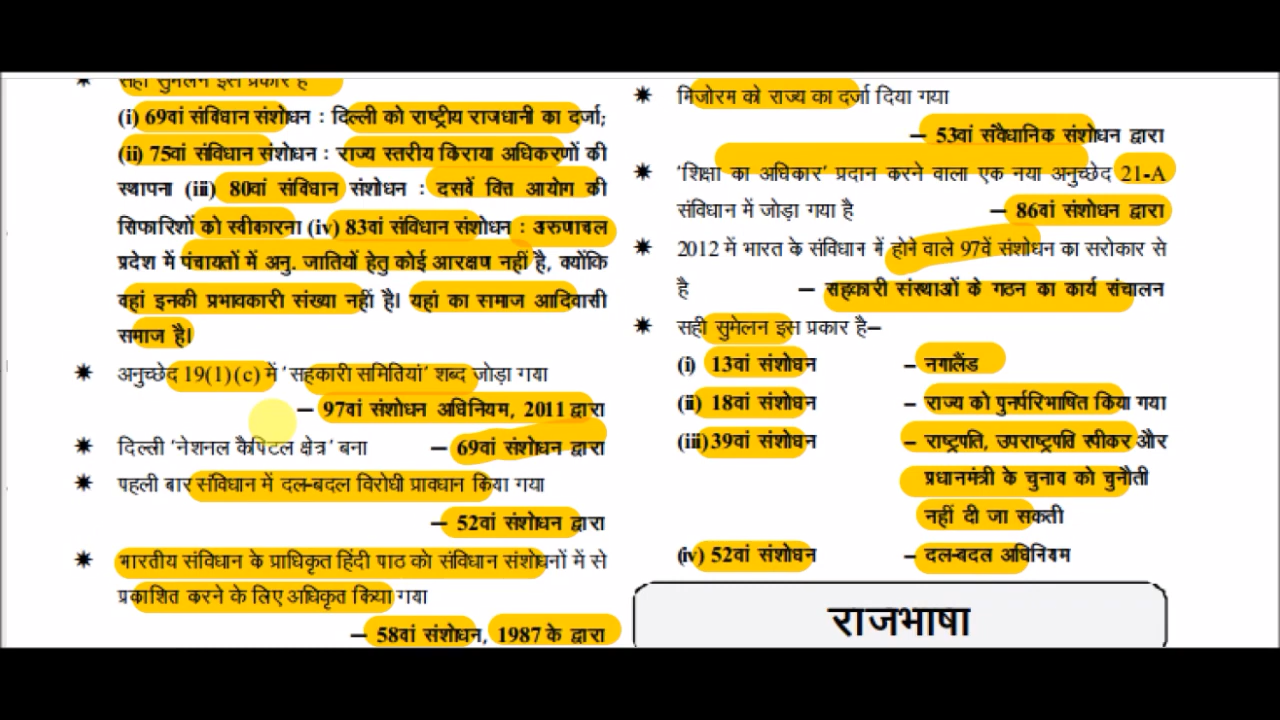 सही सुमेलन इस प्रकार है
(i) 69वां संविधान संशोधन : दिल्ली को राष्ट्रीय राजधानी का दर्जा;
(ii) 75वां संविधान संशोधन : राज्य स्तरीय किराया अधिकरणों की
स्थापना (iii) 80वां संविधान संशोधन : दसवें वित्त आयोग की
सिफारिशों को स्वीकारना (iv) 83वां संविधान संशोधन : अरुणाचल
प्रदेश में पंचायतों में अनु. जातियों हेतु कोई आरक्षण नहीं है, क्योंकि
वहां इनकी प्रभावकारी संख्या नहीं है। यहां का समाज आदिवासी
समाज है।
✷ अनुच्छेद 19(1)(c) में 'सहकारी समितियां' शब्द जोड़ा गया
– 97वां संशोधन अधिनियम, 2011 द्वारा
✷ दिल्ली 'नेशनल कैपिटल क्षेत्र' बना – 69वां संशोधन द्वारा
✷ पहली बार संविधान में दल-बदल विरोधी प्रावधान किया गया
– 52वां संशोधन द्वारा
✷ भारतीय संविधान के प्राधिकृत हिंदी पाठ को संविधान संशोधनों में से
प्रकाशित करने के लिए अधिकृत किया गया
– 58वां संशोधन, 1987 के द्वारा
✷ मिजोरम को राज्य का दर्जा दिया गया
– 53वां संवैधानिक संशोधन द्वारा
✷ 'शिक्षा का अधिकार' प्रदान करने वाला एक नया अनुच्छेद 21-A
संविधान में जोड़ा गया है – 86वां संशोधन द्वारा
✷ 2012 में भारत के संविधान में होने वाले 97वें संशोधन का सरोकार से
है – सहकारी संस्थाओं के गठन का कार्य संचालन
✷ सही सुमेलन इस प्रकार है–
(i) 13वां संशोधन – नगालैंड
(ii) 18वां संशोधन – राज्य को पुनर्परिभाषित किया गया
(iii) 39वां संशोधन – राष्ट्रपति, उपराष्ट्रपति स्पीकर और
प्रधानमंत्री के चुनाव को चुनौती
नहीं दी जा सकती
(iv) 52वां संशोधन – दल-बदल अधिनियम
राजभाषा